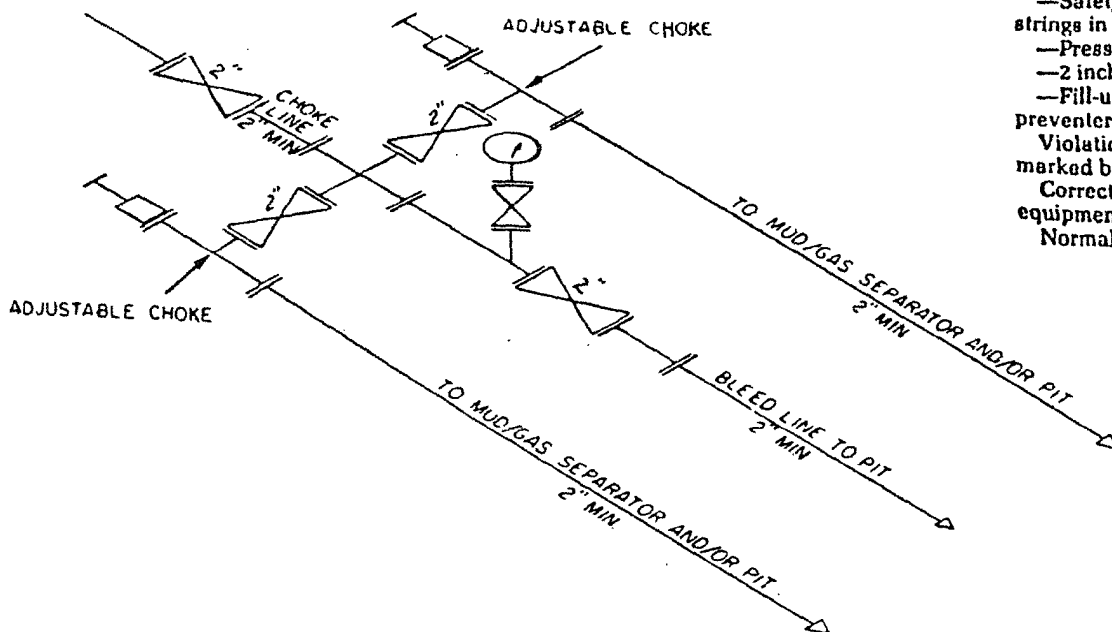 ADJUSTABLE CHOKE
2"
CHOKE
LINE
2" MIN
2"
2"
ADJUSTABLE CHOKE
2"
TO MUD/GAS SEPARATOR AND/OR PIT
2" MIN
BLEED LINE TO PIT
2" MIN
TO MUD/GAS SEPARATOR AND/OR PIT
2" MIN.
—Safety
strings in
—Press
—2 inch
—Fill-u
preventer
Violatio
marked b
Correct
equipmen
Normal